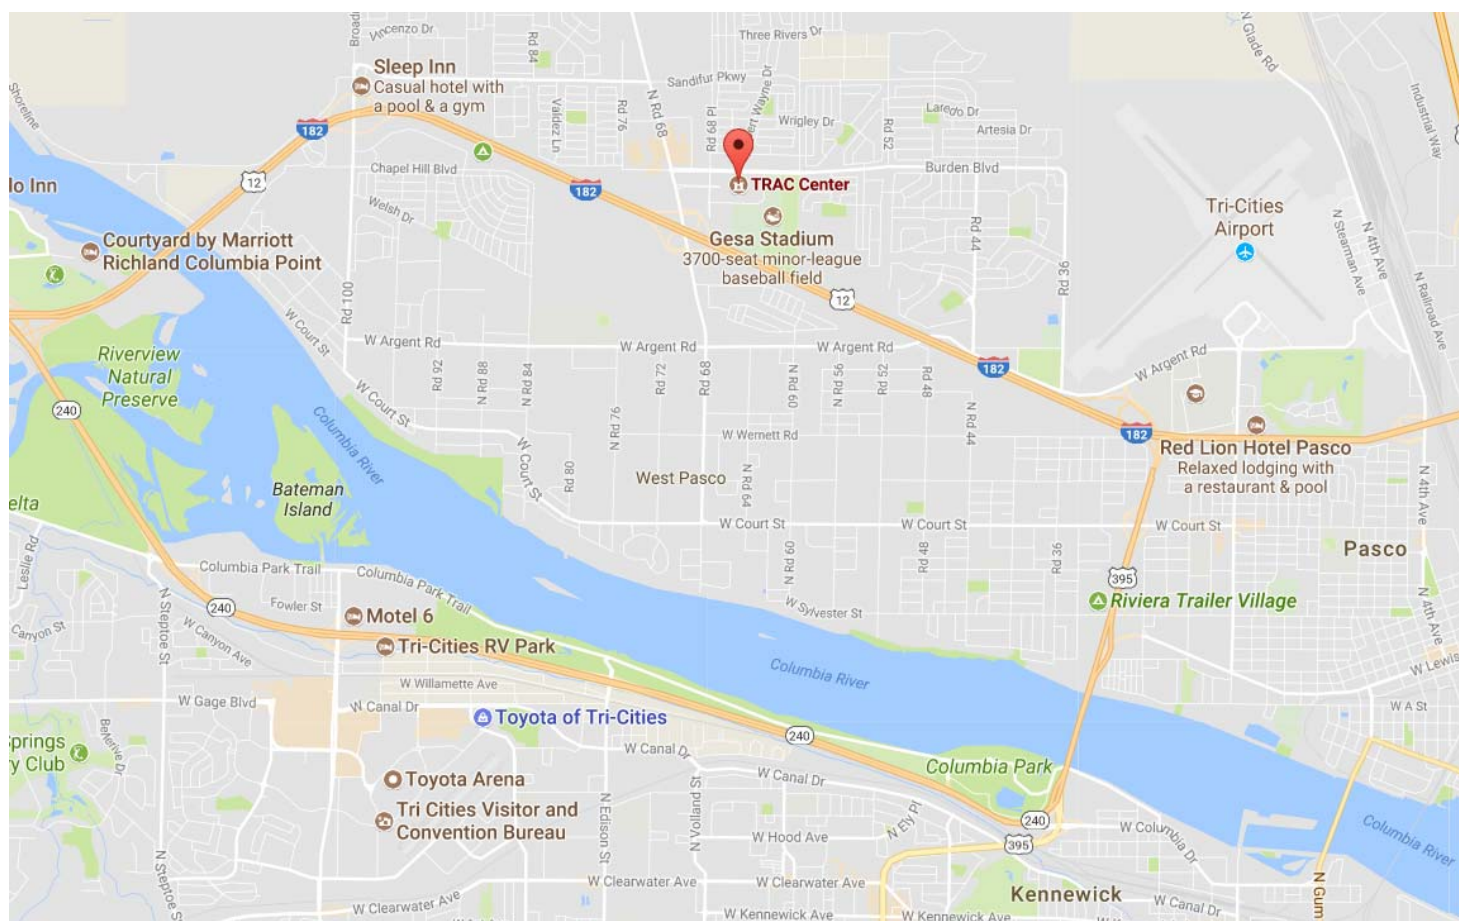 Vincenzo Dr
Broad
Rd 84
Three Rivers Dr
N Glade Rd
Sleep Inn
Casual hotel with
a pool & a gym
Sandifur Pkwy
Shoreline
Valdez Ln
Rd 76
N Rd 68
Rd 68 Pl
ert Wayne Dr
Wrigley Dr
Laredo Dr
Artesia Dr
Rd 52
Industrial Way
182
Chapel Hill Blvd
Burden Blvd
lo Inn
12
182
TRAC Center
Welsh Dr
Tri-Cities
Airport
Gesa Stadium
3700-seat minor-league
baseball field
Courtyard by Marriott
Richland Columbia Point
Rd 44
Rd 36
N Stearman Ave
N 4th Ave
N Railroad Ave
Rd 100
12
W Court St
W Argent Rd
W Argent Rd
W Argent Rd
W Argent Rd
Riverview
Natural
Preserve
Rd 92
N Rd 88
N Rd 84
Rd 72
Rd 68
N Rd 60
N Rd 56
Rd 52
Rd 48
182
240
W Court St
N Rd 76
N Rd 44
Columbia River
W Wernett Rd
182
Red Lion Hotel Pasco
Relaxed lodging with
a restaurant & pool
W Court St
Rd 80
West Pasco
N Rd 64
Bateman
Island
elta
N 4th Ave
W Court St
W Court St
W Court St
Pasco
Leslie Rd
Columbia Park Trail
Columbia Park Trail
N Rd 60
Rd 48
Rd 36
395
N Steptoe St
240
Fowler St
Motel 6
W Sylvester St
Riviera Trailer Village
N 4th Ave
Canyon St
W Canyon Ave
Tri-Cities RV Park
Columbia River
W Lewis
W Willamette Ave
W Gage Blvd
W Canal Dr
Toyota of Tri-Cities
W A St
Springs
y Club
240
W Canal Dr
Columbia Park
Toyota Arena
W Canal Dr
Tri Cities Visitor and
Convention Bureau
N Edison St
N Volland St
N Ely Pl
W Hood Ave
240
395
W Columbia Dr
Columbia River
N Steptoe St
W Clearwater Ave
W Clearwater Ave
W Clearwater Ave
W Kennewick Ave
W Kennewick Ave
Kennewick
W Canal Dr
N Gum